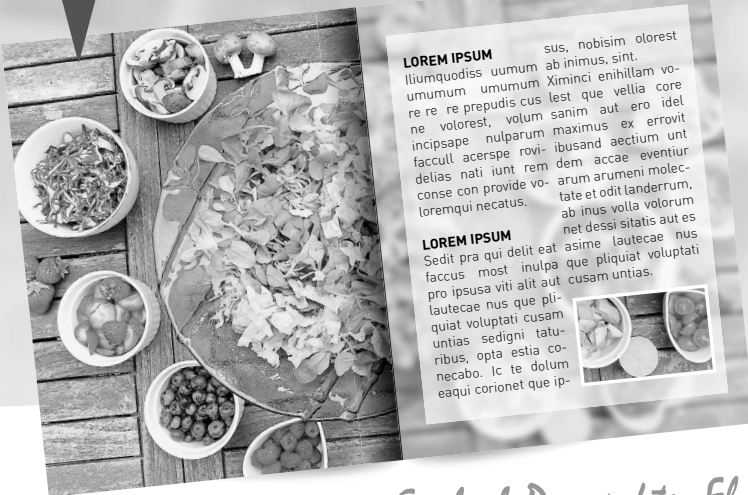 LOREM IPSUM
Iliumquodiss uumum
umumum umumum
re re re prepudis cus
ne volorest, volum
incipsape nulparum
faccull acerspe rovi-
delias nati iunt rem
conse con provide vo-
loremqui necatus.
LOREM IPSUM
Sedit pra qui delit eat
faccus most inulpa
pro ipsusa viti alit aut
lautecae nus que pli-
quiat voluptati cusam
untias sedigni tatu-
ribus, opta estia co-
necabo. Ic te dolum
eaqui corionet que ip-
sus, nobisim olorest
ab inimus, sint.
Ximinci enihillam vo-
lest que vellia core
sanim aut ero idel
maximus ex errovit
ibusand aectium unt
dem accae eventiur
arum arumeni molec-
tate et odit landerrum,
ab inus volla volorum
net dessi sitatis aut es
asime lautecae nus
que pliquiat voluptati
cusam untias.